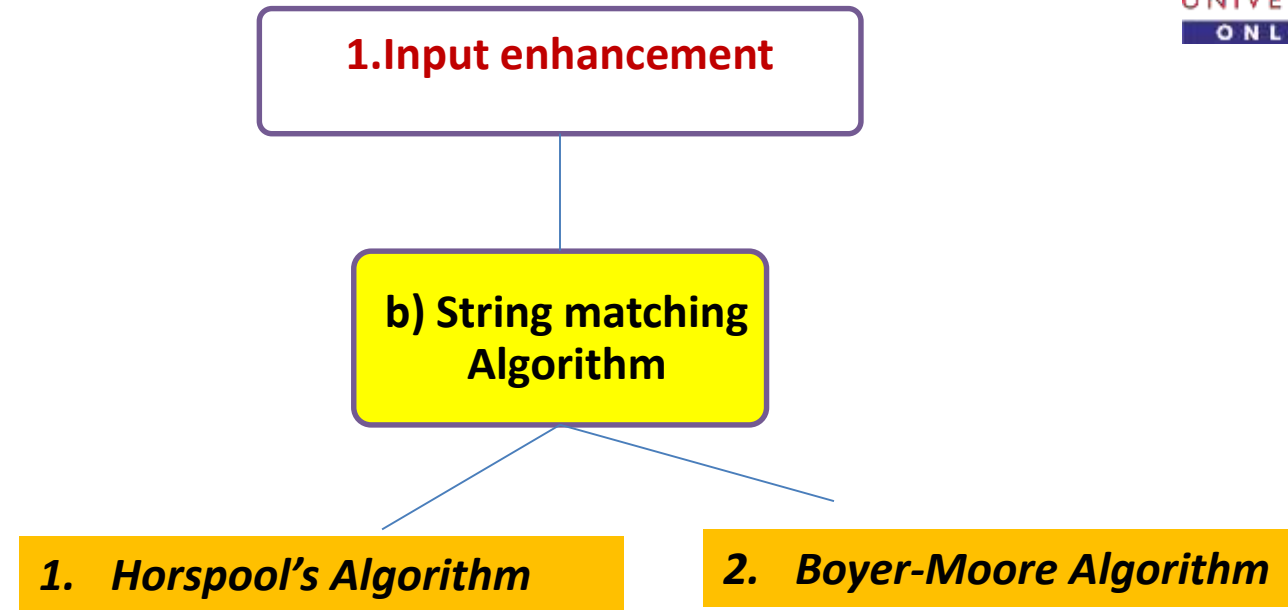 1.Input enhancement
b) String matching
Algorithm
1. Horspool’s Algorithm
2. Boyer-Moore Algorithm